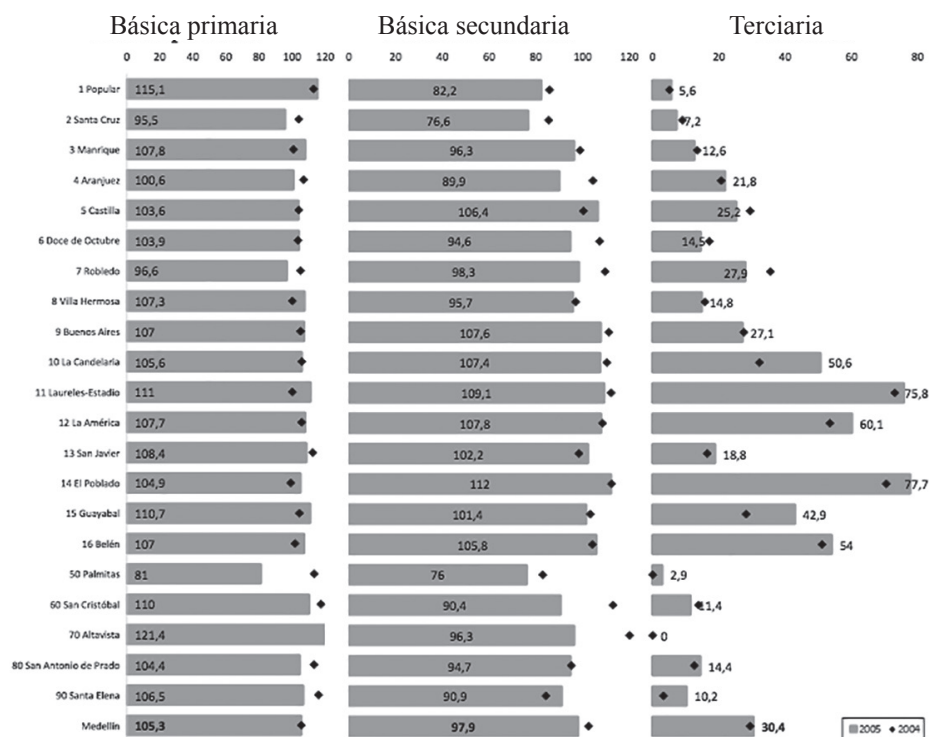 Básica primaria Básica secundaria Terciaria
0 20 40 60 80 100 120 0 20 40 60 80 100 120 0 20 40 60 80
1 Popular 115,1 82,2 5,6
2 Santa Cruz 95,5 76,6 7,2
3 Manrique 107,8 96,3 12,6
4 Aranjuez 100,6 89,9 21,8
5 Castilla 103,6 106,4 25,2
6 Doce de Octubre 103,9 94,6 14,5
7 Robledo 96,6 98,3 27,9
8 Villa Hermosa 107,3 95,7 14,8
9 Buenos Aires 107 107,6 27,1
10 La Candelaria 105,6 107,4 50,6
11 Laureles-Estadio 111 109,1 75,8
12 La América 107,7 107,8 60,1
13 San Javier 108,4 102,2 18,8
14 El Poblado 104,9 112 77,7
15 Guayabal 110,7 101,4 42,9
16 Belén 107 105,8 54
50 Palmitas 81 76 2,9
60 San Cristóbal 110 90,4 11,4
70 Altavista 121,4 96,3 0
80 San Antonio de Prado 104,4 94,7 14,4
90 Santa Elena 106,5 90,9 10,2
Medellín 105,3 97,9 30,4
2005 2004